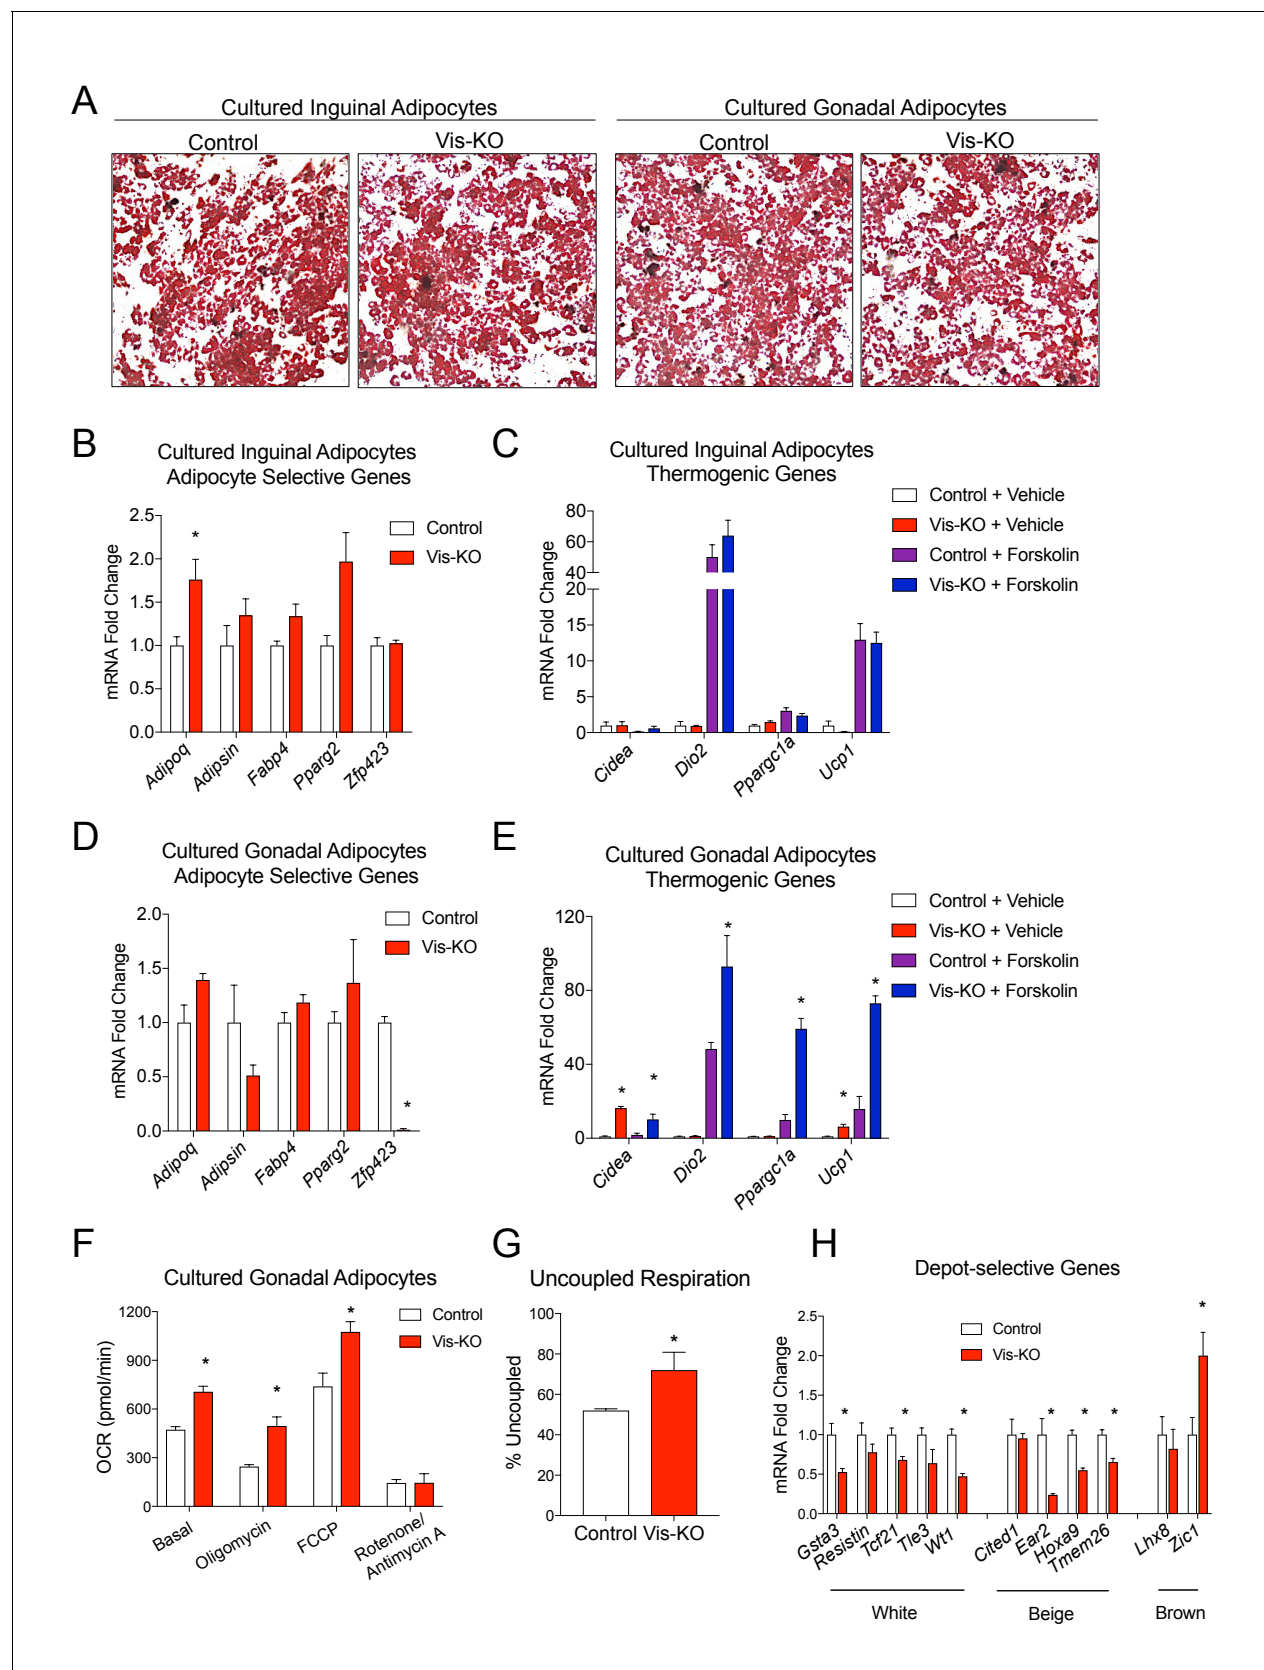 A
Cultured Inguinal Adipocytes
Cultured Gonadal Adipocytes
Control
Vis-KO
Control
Vis-KO
B
Cultured Inguinal Adipocytes
Adipocyte Selective Genes
Control
Vis-KO
mRNA Fold Change
2.5
2.0
1.5
1.0
0.5
0.0
Adipoq
Adipsin
Fabp4
Pparg2
Zfp423
*
C
Cultured Inguinal Adipocytes
Thermogenic Genes
Control + Vehicle
Vis-KO + Vehicle
Control + Forskolin
Vis-KO + Forskolin
mRNA Fold Change
80
60
40
20
15
10
5
0
Cidea
Dio2
Ppargc1a
Ucp1
D
Cultured Gonadal Adipocytes
Adipocyte Selective Genes
Control
Vis-KO
mRNA Fold Change
2.0
1.5
1.0
0.5
0.0
Adipoq
Adipsin
Fabp4
Pparg2
Zfp423
*
E
Cultured Gonadal Adipocytes
Thermogenic Genes
Control + Vehicle
Vis-KO + Vehicle
Control + Forskolin
Vis-KO + Forskolin
mRNA Fold Change
120
80
40
0
Cidea
Dio2
Ppargc1a
Ucp1
* * * * * *
F
Cultured Gonadal Adipocytes
Control
Vis-KO
OCR (pmol/min)
1200
900
600
300
0
Basal
Oligomycin
FCCP
Rotenone/
Antimycin A
* * *
G
Uncoupled Respiration
% Uncoupled
100
80
60
40
20
0
Control Vis-KO
*
H
Depot-selective Genes
Control
Vis-KO
mRNA Fold Change
2.5
2.0
1.5
1.0
0.5
0.0
Gsta3
Resistin
Tcf21
Tle3
Wt1
Cited1
Ear2
Hoxa9
Tmem26
Lhx8
Zic1
* * * * * * *
White
Beige
Brown